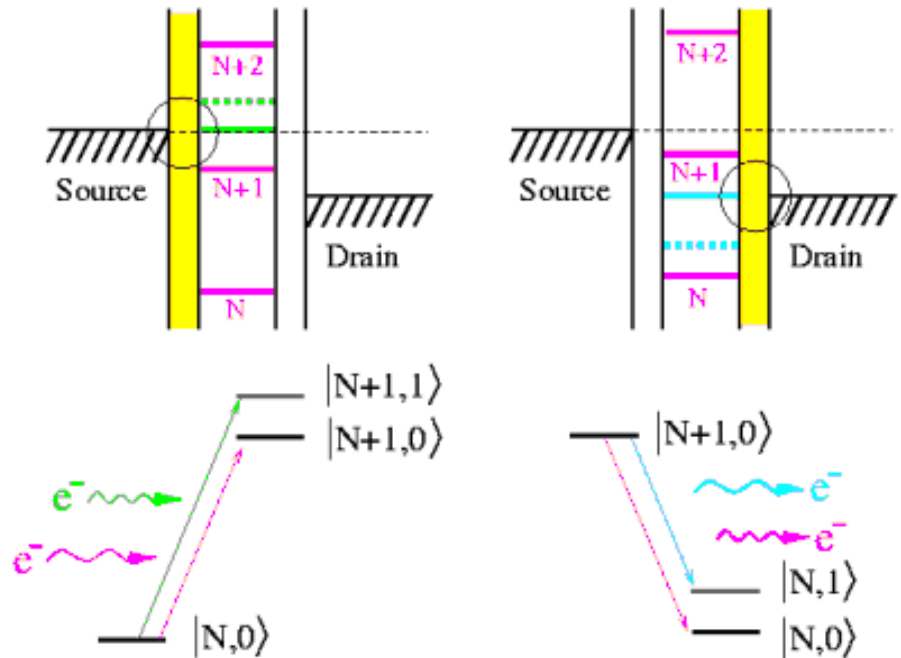 N+2
Source
N+1
Drain
N
N+2
Source
N+1
N
Drain
|N+1,1⟩
|N+1,0⟩
e⁻
e⁻
|N,0⟩
|N+1,0⟩
e⁻
e⁻
|N,1⟩
|N,0⟩